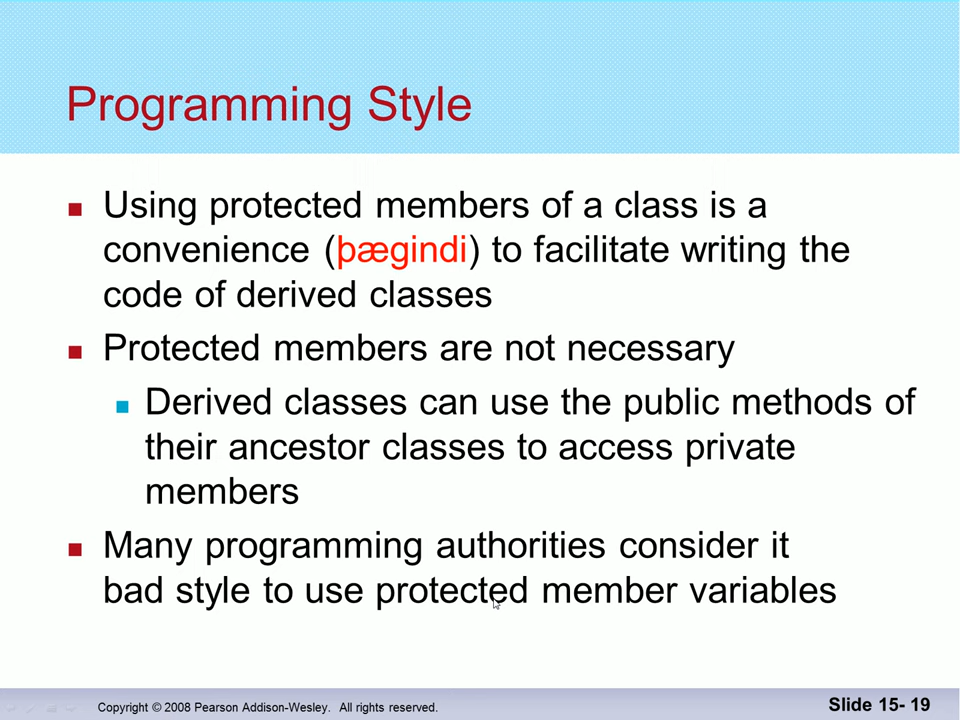 Programming Style
Using protected members of a class is a
convenience (þægindi) to facilitate writing the
code of derived classes
Protected members are not necessary
Derived classes can use the public methods of
their ancestor classes to access private
members
Many programming authorities consider it
bad style to use protected member variables
Copyright © 2008 Pearson Addison-Wesley. All rights reserved.
Slide 15- 19